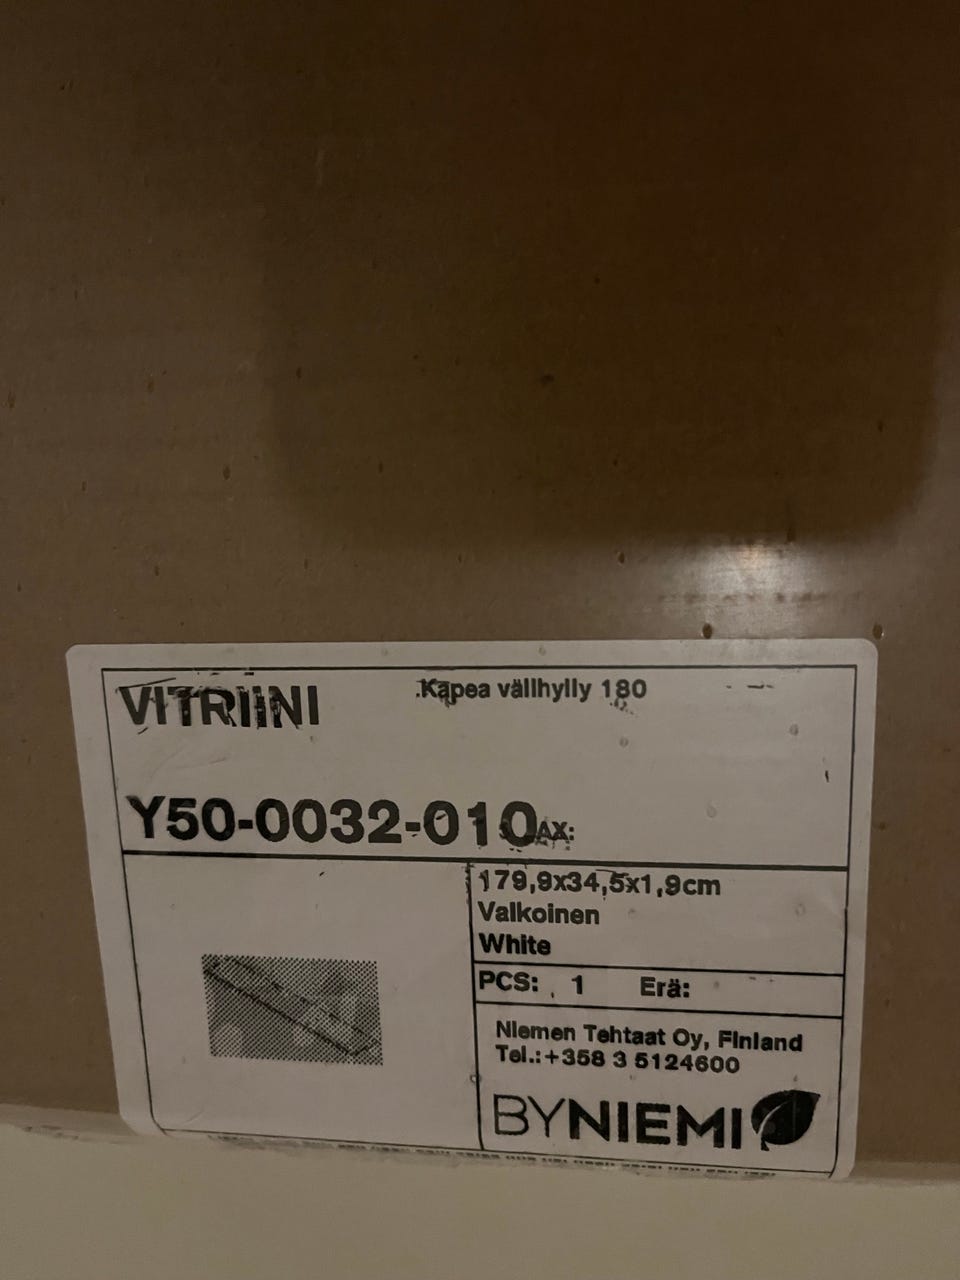 VITRIINI
Kapea välihylly 180
Y50-0032-010 AX:
179,9x34,5x1,9cm
Valkoinen
White
PCS: 1 Erä:
Niemen Tehtaat Oy, Finland
Tel.:+358 3 5124600
BYNIEMI